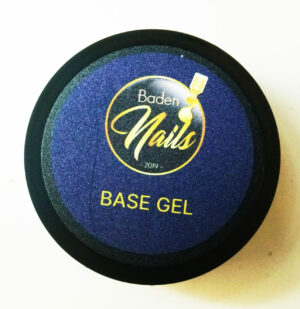 Baden
Nails
- 2019 -
BASE GEL